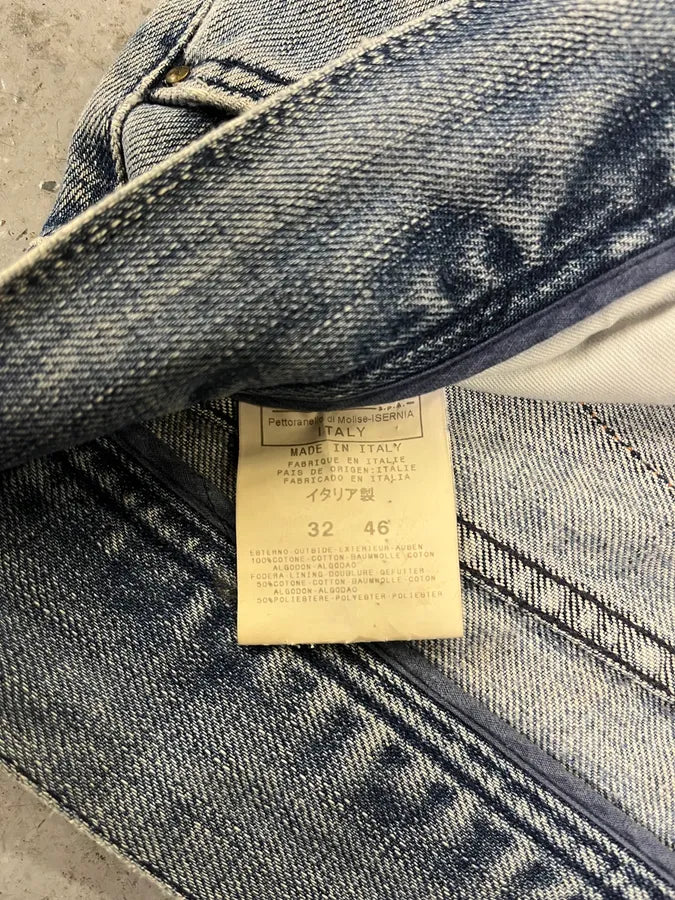 S.p.A.
Pettoranello di Molise-ISERNIA
ITALY
MADE IN ITALY
FABRIQUE EN ITALIE
PAIS DE ORIGEN:ITALIE
FABRICADO EN ITALIA
イタリア製
32 46
ESTERNO-OUTSIDE-EXTERIEUR-AUßEN
100%COTONE-COTTON-BAUMWOLLE-COTON
ALGODON-ALGODAO
FODERA-LINING-DOUBLURE-GEFUTTER
50%COTONE-COTTON-BAUMWOLLE-COTON
ALGODON-ALGODAO
50%POLIESTERE-POLYESTER-POLIESTER